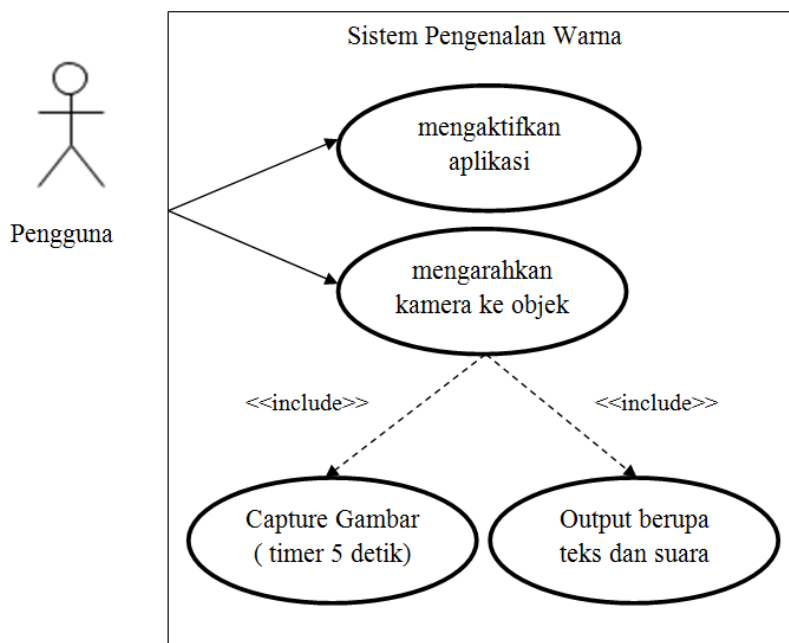 Sistem Pengenalan Warna
mengaktifkan
aplikasi
Pengguna
mengarahkan
kamera ke objek
<<include>>
<<include>>
Capture Gambar
( timer 5 detik)
Output berupa
teks dan suara